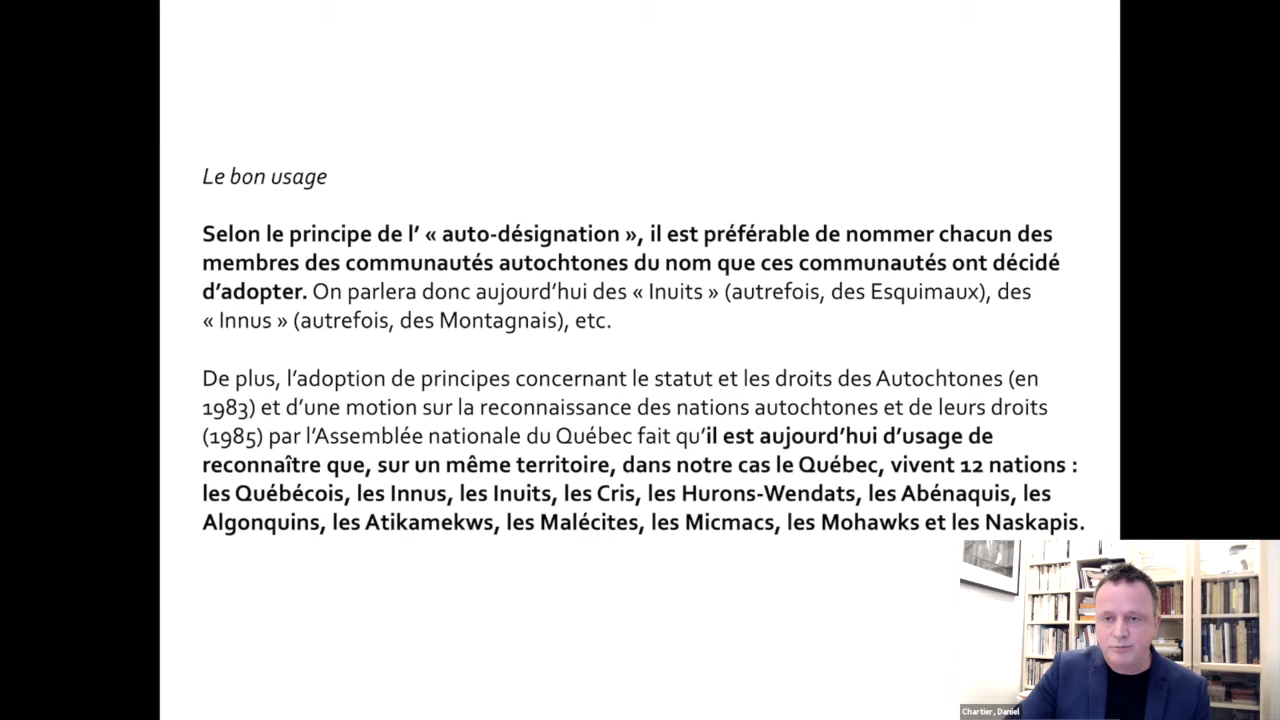 Le bon usage
Selon le principe de l’ « auto-désignation », il est préférable de nommer chacun des
membres des communautés autochtones du nom que ces communautés ont décidé
d’adopter. On parlera donc aujourd’hui des « Inuits » (autrefois, des Esquimaux), des
« Innus » (autrefois, des Montagnais), etc.
De plus, l’adoption de principes concernant le statut et les droits des Autochtones (en
1983) et d’une motion sur la reconnaissance des nations autochtones et de leurs droits
(1985) par l’Assemblée nationale du Québec fait qu’il est aujourd’hui d’usage de
reconnaître que, sur un même territoire, dans notre cas le Québec, vivent 12 nations :
les Québécois, les Innus, les Inuits, les Cris, les Hurons-Wendats, les Abénaquis, les
Algonquins, les Atikamekws, les Malécites, les Micmacs, les Mohawks et les Naskapis.
Chartier, Daniel